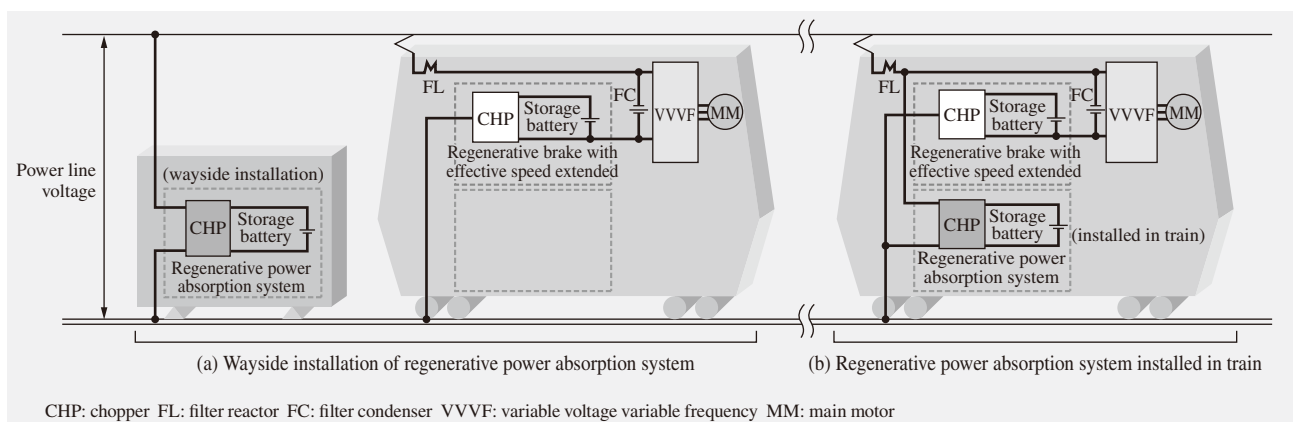 Power line
voltage
(wayside installation)
CHP
Storage
battery
Regenerative power
absorption system
FL
CHP
Storage
battery
FC
VVVF
MM
Regenerative brake with
effective speed extended
FL
CHP
Storage
battery
FC
VVVF
MM
Regenerative brake with
effective speed extended
CHP
Storage
battery
(installed in train)
Regenerative power
absorption system
(a) Wayside installation of regenerative power absorption system
(b) Regenerative power absorption system installed in train
CHP: chopper FL: filter reactor FC: filter condenser VVVF: variable voltage variable frequency MM: main motor